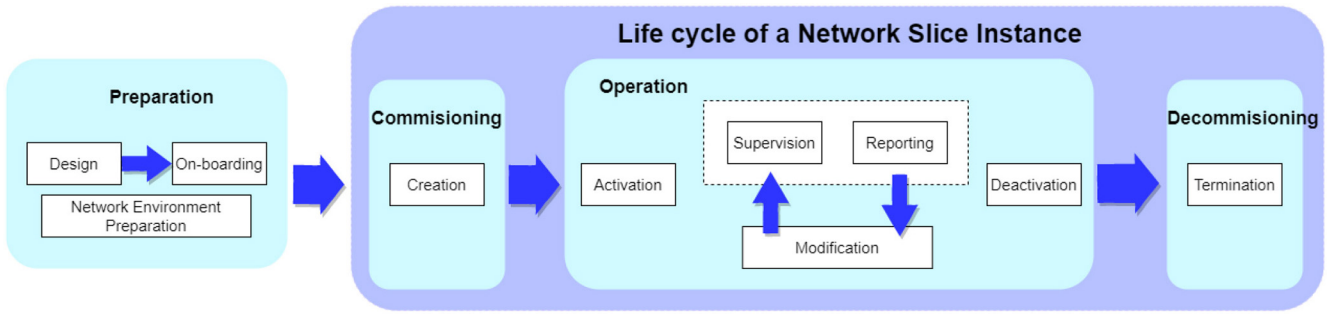 Life cycle of a Network Slice Instance
Preparation
Design
On-boarding
Network Environment
Preparation
Commisioning
Creation
Operation
Activation
Supervision
Reporting
Modification
Deactivation
Decommisioning
Termination